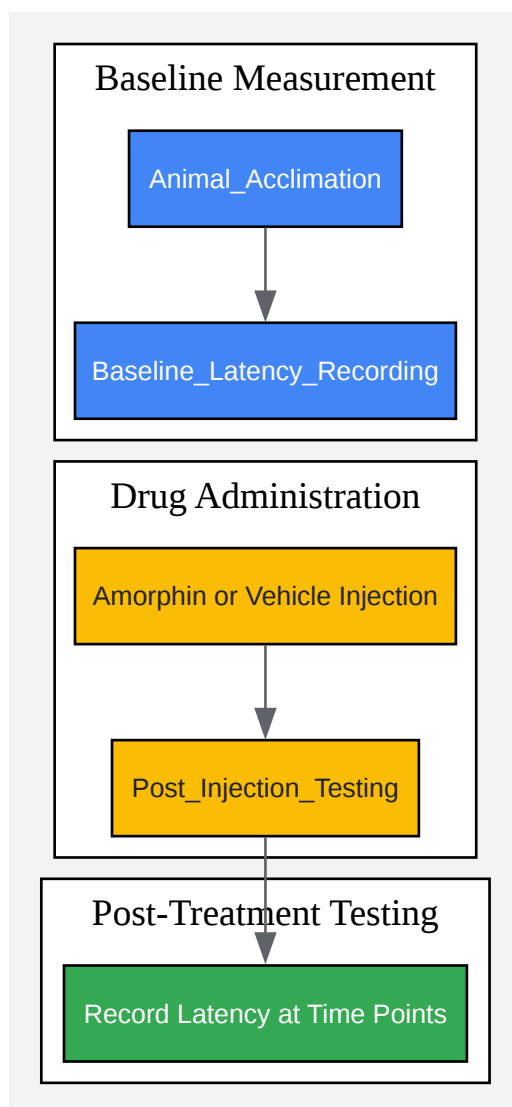 Baseline Measurement
Animal_Acclimation
Baseline_Latency_Recording
Drug Administration
Amorphin or Vehicle Injection
Post_Injection_Testing
Post-Treatment Testing
Record Latency at Time Points